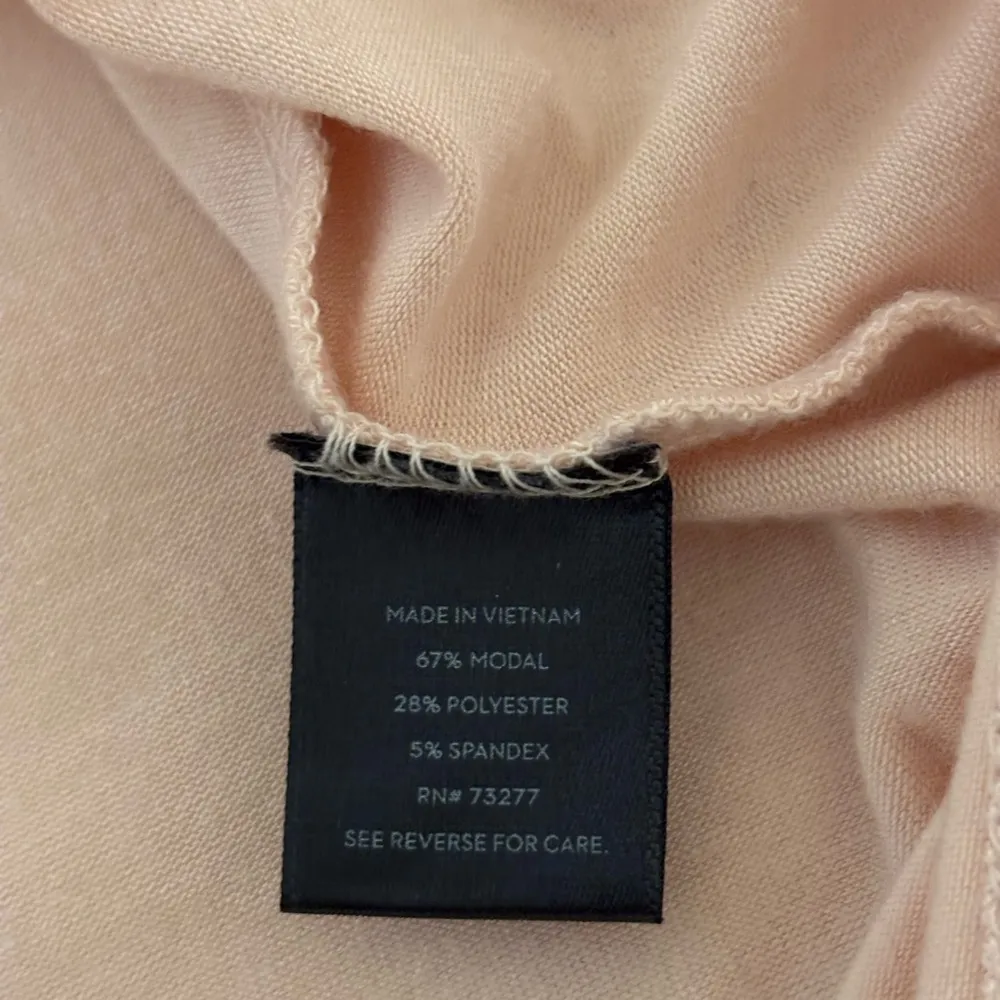 MADE IN VIETNAM
67% MODAL
28% POLYESTER
5% SPANDEX
RN# 73277
SEE REVERSE FOR CARE.